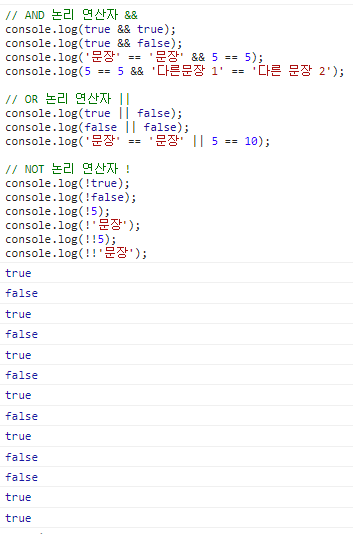 // AND 논리 연산자 &&
console.log(true && true);
console.log(true && false);
console.log('문장' == '문장' && 5 == 5);
console.log(5 == 5 && '다른문장 1' == '다른 문장 2');
// OR 논리 연산자 ||
console.log(true || false);
console.log(false || false);
console.log('문장' == '문장' || 5 == 10);
// NOT 논리 연산자 !
console.log(!true);
console.log(!false);
console.log(!5);
console.log(!'문장');
console.log(!!5);
console.log(!!'문장');
true
false
true
false
true
false
true
false
true
false
false
true
true